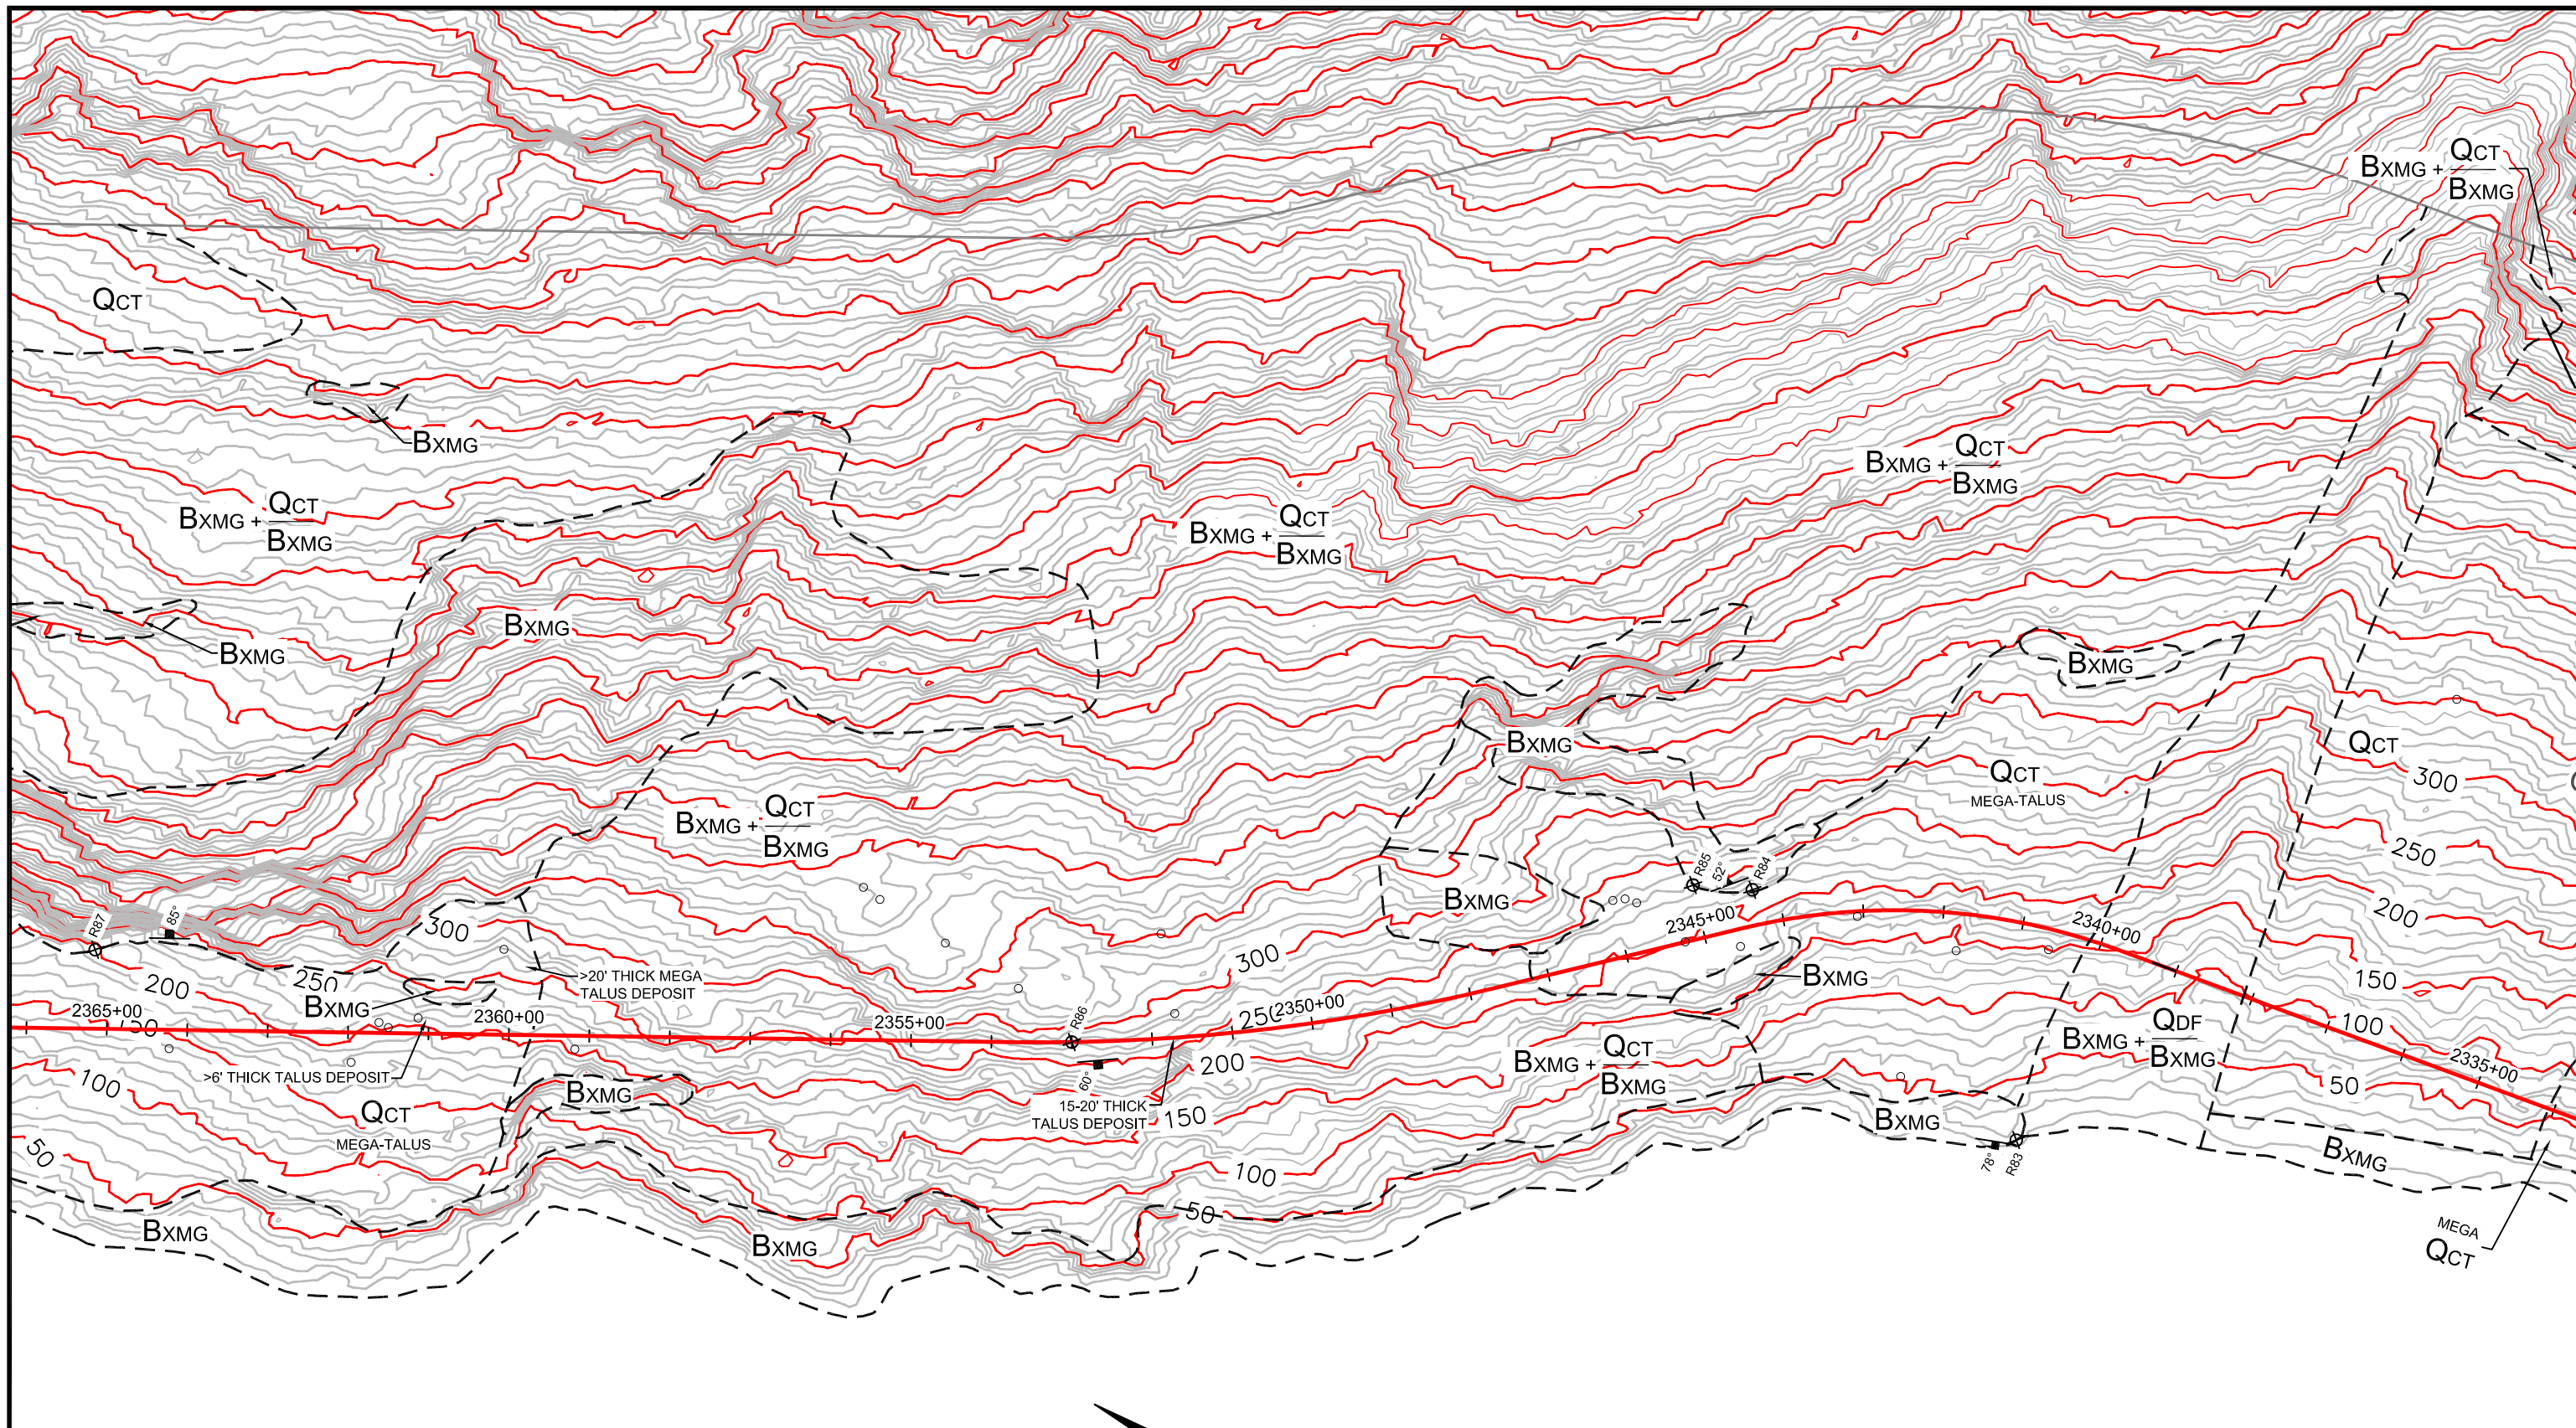 BXMG + QCT
BXMG
QCT
BXMG
BXMG + QCT
BXMG
BXMG + QCT
BXMG
BXMG + QCT
BXMG
BXMG
BXMG
BXMG
BXMG
QCT
QCT
MEGA-TALUS
300
BXMG + QCT
BXMG
250
R85
52°
R84
BXMG
200
2345+00
2340+00
R87
85°
300
300
>20' THICK MEGA
TALUS DEPOSIT
250
200
BXMG
BXMG
150
2365+00
2360+00
2355+00
R86
2350+00
100
QDF
BXMG +
BXMG
BXMG + QCT
BXMG
200
60°
2335+00
50
>6' THICK TALUS DEPOSIT
100
BXMG
QCT
MEGA-TALUS
15-20' THICK
TALUS DEPOSIT
150
BXMG
50
BXMG
78°
R83
100
50
BXMG
BXMG
MEGA
QCT